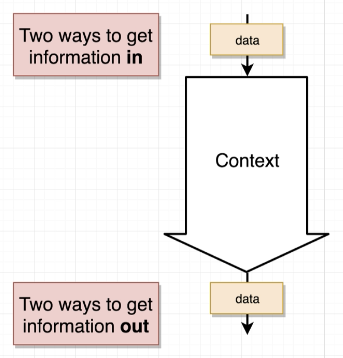 Two ways to get
information in
data
Context
data
Two ways to get
information out